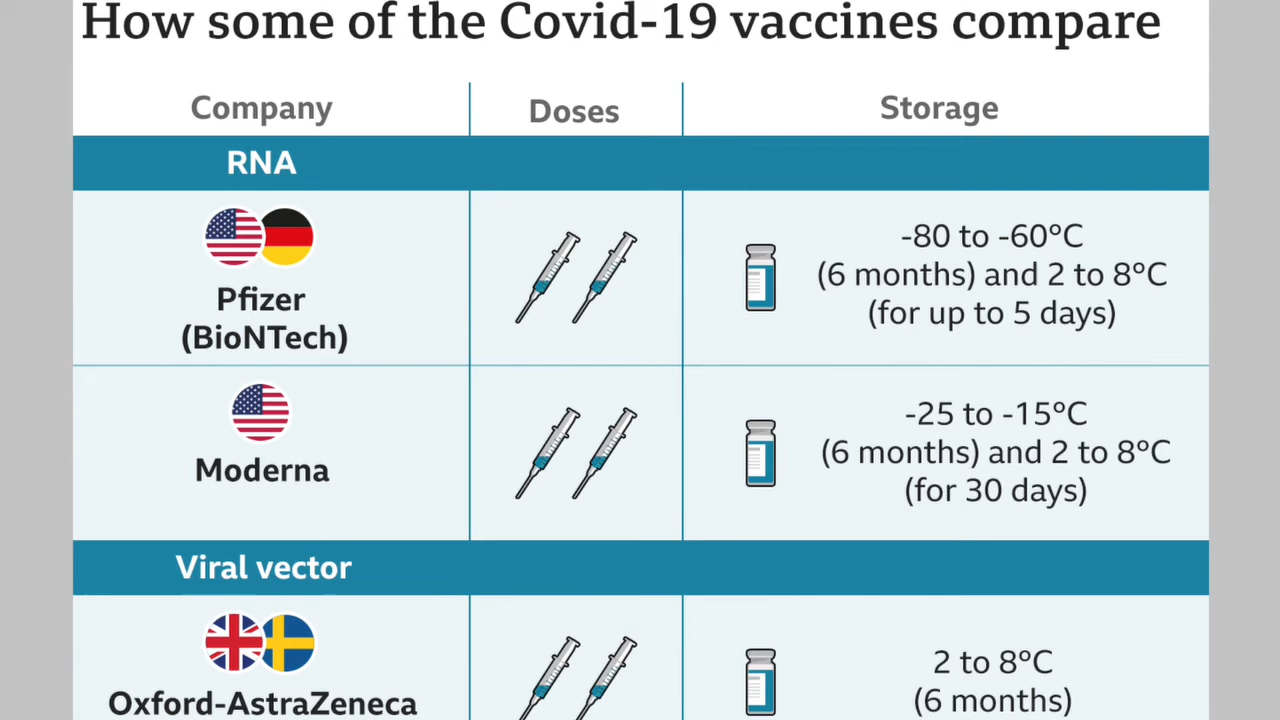 How some of the Covid-19 vaccines compare
Company
Doses
Storage
RNA
Pfizer
(BioNTech)
-80 to -60°C
(6 months) and 2 to 8°C
(for up to 5 days)
Moderna
-25 to -15°C
(6 months) and 2 to 8°C
(for 30 days)
Viral vector
Oxford-AstraZeneca
2 to 8°C
(6 months)